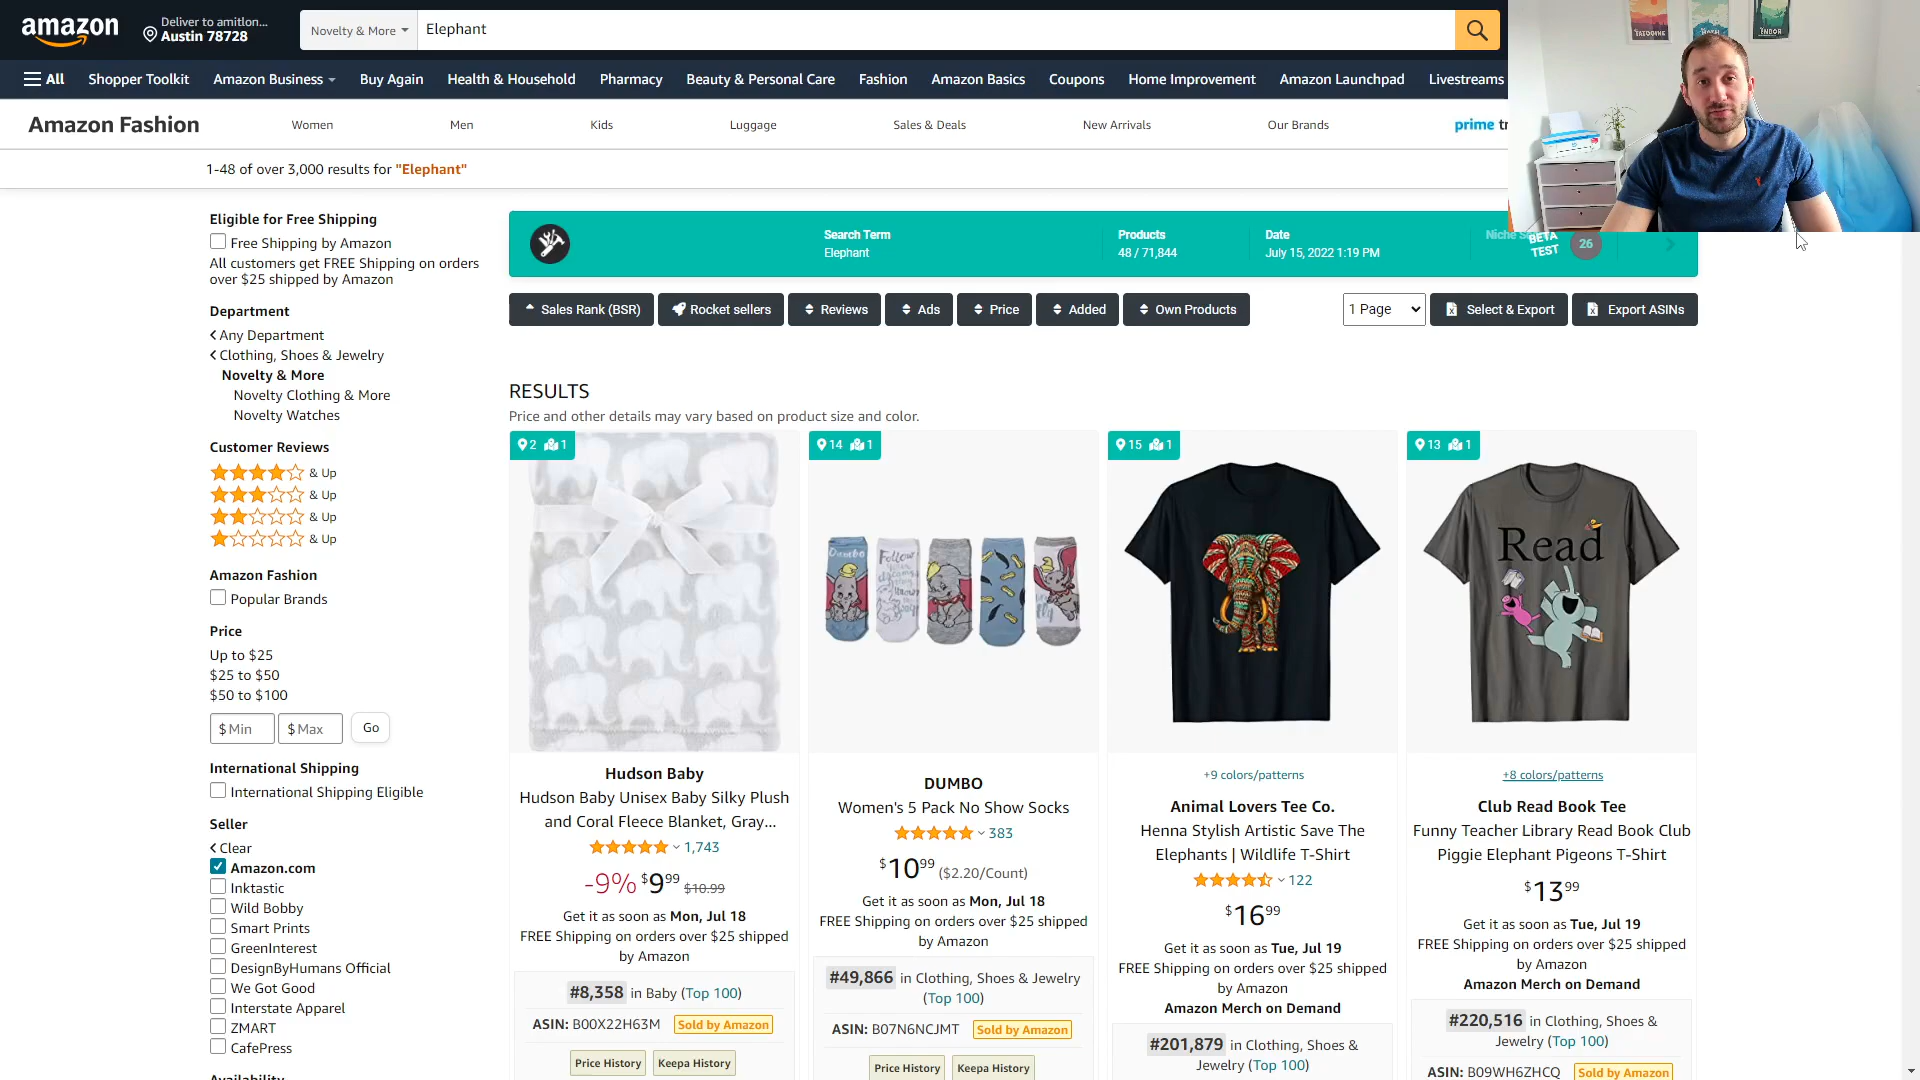 amazon
Deliver to amitlon...
Austin 78728
Novelty & More
Elephant
All
Shopper Toolkit
Amazon Business
Buy Again
Health & Household
Pharmacy
Beauty & Personal Care
Fashion
Amazon Basics
Coupons
Home Improvement
Amazon Launchpad
Livestreams
TATOOINE
HOTH
ENDOR
Amazon Fashion
Women
Men
Kids
Luggage
Sales & Deals
New Arrivals
Our Brands
prime tr
1-48 of over 3,000 results for "Elephant"
Eligible for Free Shipping
Free Shipping by Amazon
All customers get FREE Shipping on orders
over $25 shipped by Amazon
Department
Any Department
Clothing, Shoes & Jewelry
Novelty & More
Novelty Clothing & More
Novelty Watches
Customer Reviews
& Up
& Up
& Up
& Up
Amazon Fashion
Popular Brands
Price
Up to $25
$25 to $50
$50 to $100
$ Min
$ Max
Go
International Shipping
International Shipping Eligible
Seller
Clear
Amazon.com
Inktastic
Wild Bobby
Smart Prints
GreenInterest
DesignByHumans Official
We Got Good
Interstate Apparel
ZMART
CafePress
Availability
Search Term
Elephant
Products
48 / 71,844
Date
July 15, 2022 1:19 PM
Niche
BETA
TEST
26
Sales Rank (BSR)
Rocket sellers
Reviews
Ads
Price
Added
Own Products
1 Page
Select & Export
Export ASINs
RESULTS
Price and other details may vary based on product size and color.
2 1
Hudson Baby
Hudson Baby Unisex Baby Silky Plush
and Coral Fleece Blanket, Gray...
1,743
-9% $9 99 $10.99
Get it as soon as Mon, Jul 18
FREE Shipping on orders over $25 shipped
by Amazon
#8,358 in Baby (Top 100)
ASIN: B00X22H63M Sold by Amazon
Price History
Keepa History
14 1
Dumbo
Follow
DUMBO
Women's 5 Pack No Show Socks
383
$10 99 ($2.20/Count)
Get it as soon as Mon, Jul 18
FREE Shipping on orders over $25 shipped
by Amazon
#49,866 in Clothing, Shoes & Jewelry
(Top 100)
ASIN: B07N6NCJMT Sold by Amazon
Price History
Keepa History
15 1
+9 colors/patterns
Animal Lovers Tee Co.
Henna Stylish Artistic Save The
Elephants | Wildlife T-Shirt
122
$16 99
Get it as soon as Tue, Jul 19
FREE Shipping on orders over $25 shipped
by Amazon
Amazon Merch on Demand
#201,879 in Clothing, Shoes &
Jewelry (Top 100)
13 1
Read
+8 colors/patterns
Club Read Book Tee
Funny Teacher Library Read Book Club
Piggie Elephant Pigeons T-Shirt
$13 99
Get it as soon as Tue, Jul 19
FREE Shipping on orders over $25 shipped
by Amazon
Amazon Merch on Demand
#220,516 in Clothing, Shoes &
Jewelry (Top 100)
ASIN: B09WH6ZHCQ Sold by Amazon